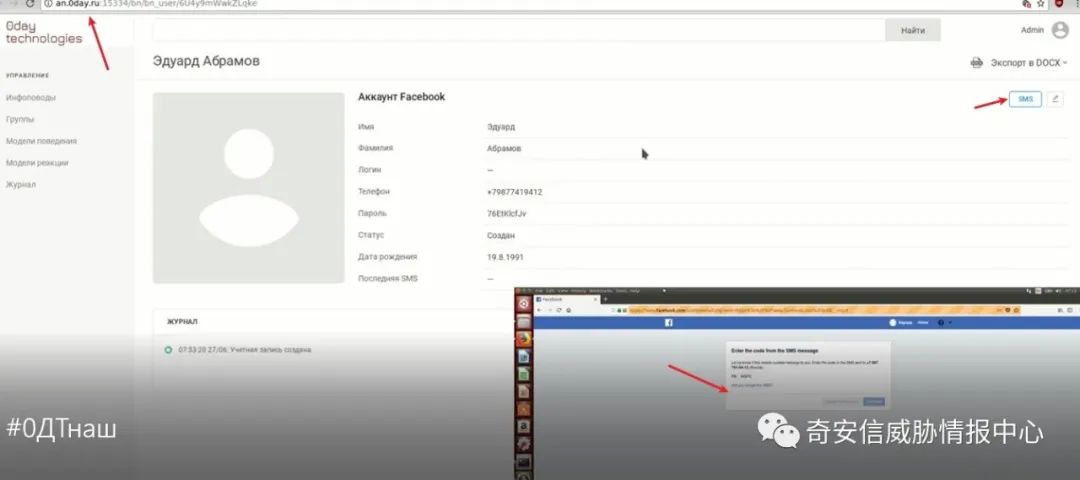 an.0day.ru:15334/bn/bn_user/6U4y9mWwkZLqke
0day
technologies
Найти
Admin
Эдуард Абрамов
Экспорт в DOCX
УПРАВЛЕНИЕ
Инфоповоды
Группы
Модели поведения
Модели реакции
Журнал
Аккаунт Facebook
SMS
Имя Эдуард
Фамилия Абрамов
Логин —
Телефон +79877419412
Пароль 76EtKlcfJv
Статус Создан
Дата рождения 19.8.1991
Последняя SMS —
ЖУРНАЛ
07:53:20 27/06: Учетная запись создана
Facebook
Enter the code from the SMS message
#0ДТнаш
奇安信威胁情报中心